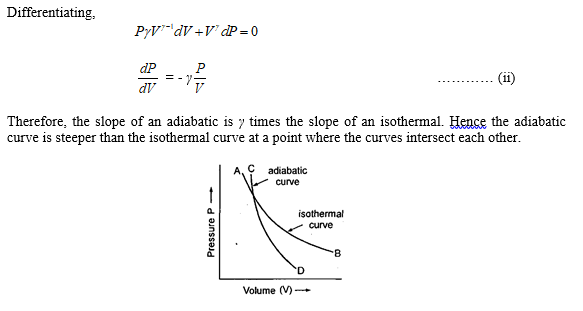 Differentiating,
PγV^{γ-1} dV + V^γ dP = 0
dP/dV = - γ P/V ............. (ii)
Therefore, the slope of an adiabatic is γ times the slope of an isothermal. Hence the adiabatic
curve is steeper than the isothermal curve at a point where the curves intersect each other.
A C adiabatic
curve
isothermal
curve
Pressure P
B
D
Volume (V)